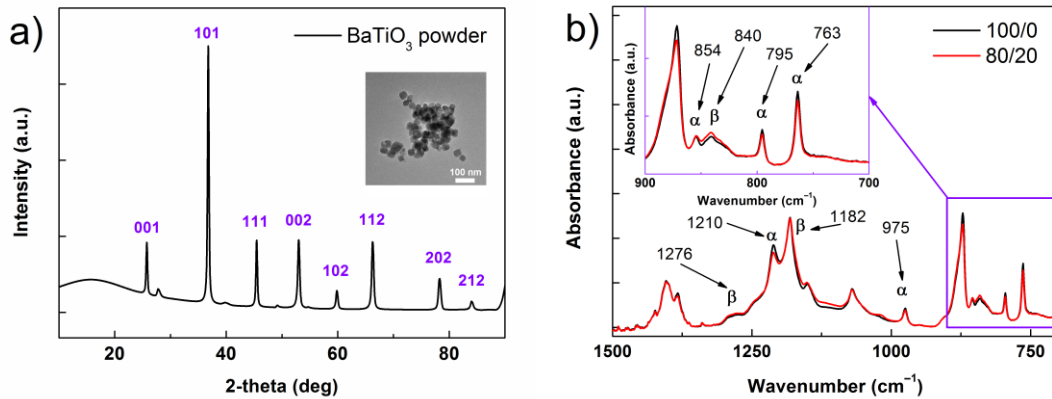 a)
BaTiO₃ powder
101
001
111
002
102
112
202
212
100 nm
Intensity (a.u.)
20 40 60 80
2-theta (deg)
b)
100/0
80/20
854
840
795
763
α
β
α
α
Absorbance (a.u.)
900 800 700
Wavenumber (cm⁻¹)
1276
β
1210
α
β
1182
975
α
Absorbance (a.u.)
1500 1250 1000 750
Wavenumber (cm⁻¹)